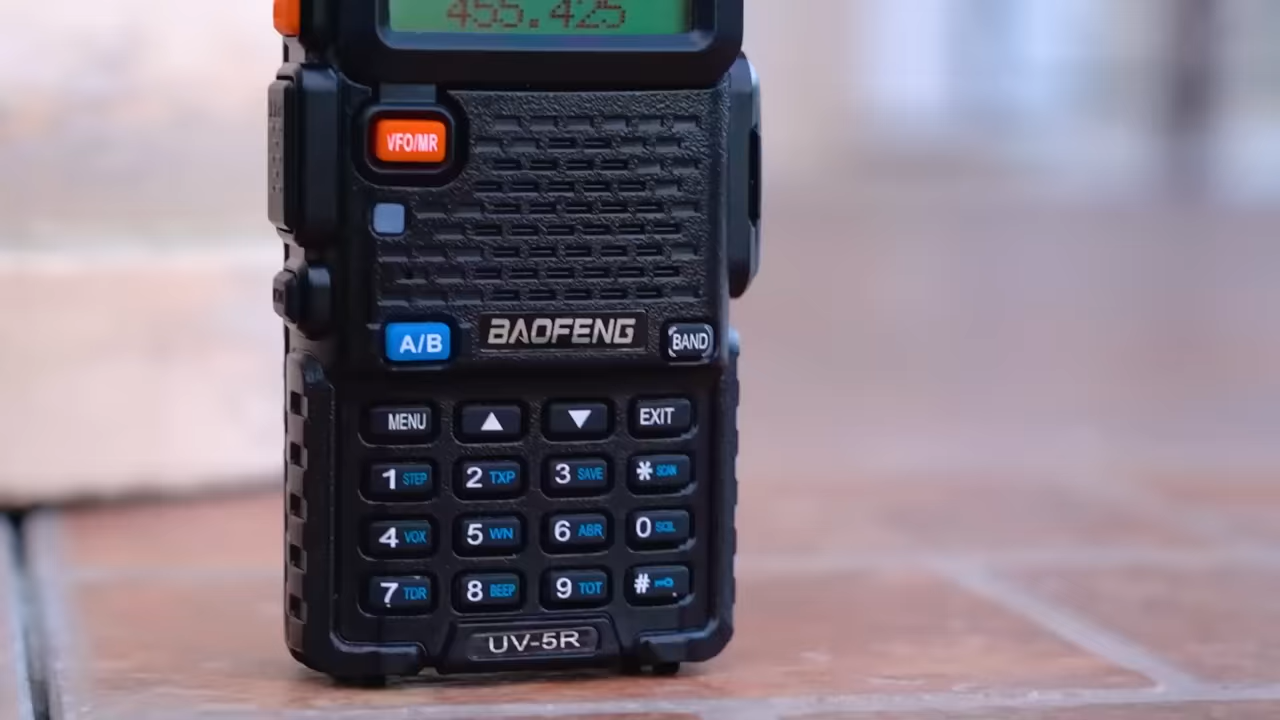 455.425
VFO/MR
A/B
BAOFENG
BAND
MENU ▲ ▼ EXIT
1 STEP 2 TXP 3 SAVE * SCAN
4 VOX 5 WN 6 ABR 0 SQL
7 TDR 8 BEEP 9 TOT #
UV-5R